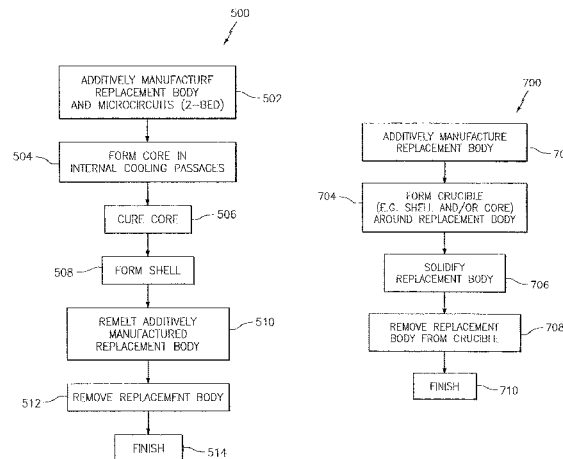 500
ADDITIVELY MANUFACTURE
REPLACEMENT BODY
AND MICROCIRCUITS (2-BED)
502
504
FORM CORE IN
INTERNAL COOLING PASSAGES
CURE CORE
506
508
FORM SHELL
REMELT ADDITIVELY
MANUFACTURED
REPLACEMENT BODY
510
512
REMOVE REPLACEMENT BODY
FINISH
514
700
ADDITIVELY MANUFACTURE
REPLACEMENT BODY
704
FORM CRUCIBLE
(E.G. SHELL AND/OR CORE)
AROUND REPLACEMENT BODY
SOLIDIFY
REPLACEMENT BODY
706
REMOVE REPLACEMENT
BODY FROM CRUCIBLE
708
FINISH
710